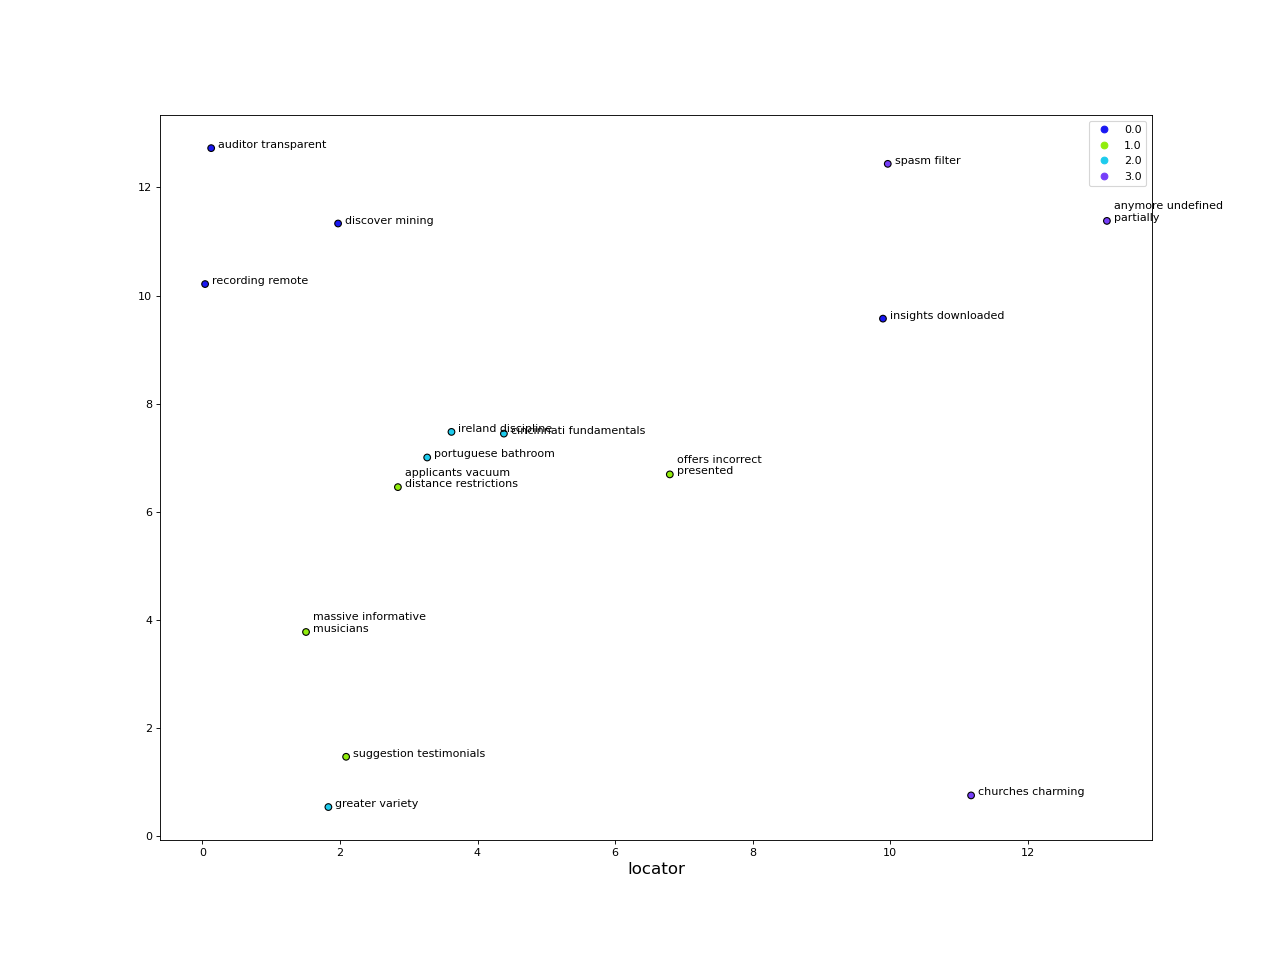 auditor transparent
spasm filter
0.0
1.0
2.0
3.0
anymore undefined
partially
discover mining
recording remote
insights downloaded
ireland discipline
cincinnati fundamentals
portuguese bathroom
applicants vacuum
distance restrictions
offers incorrect
presented
massive informative
musicians
suggestion testimonials
greater variety
churches charming
12
10
8
6
4
2
0
0 2 4 6 8 10 12
locator